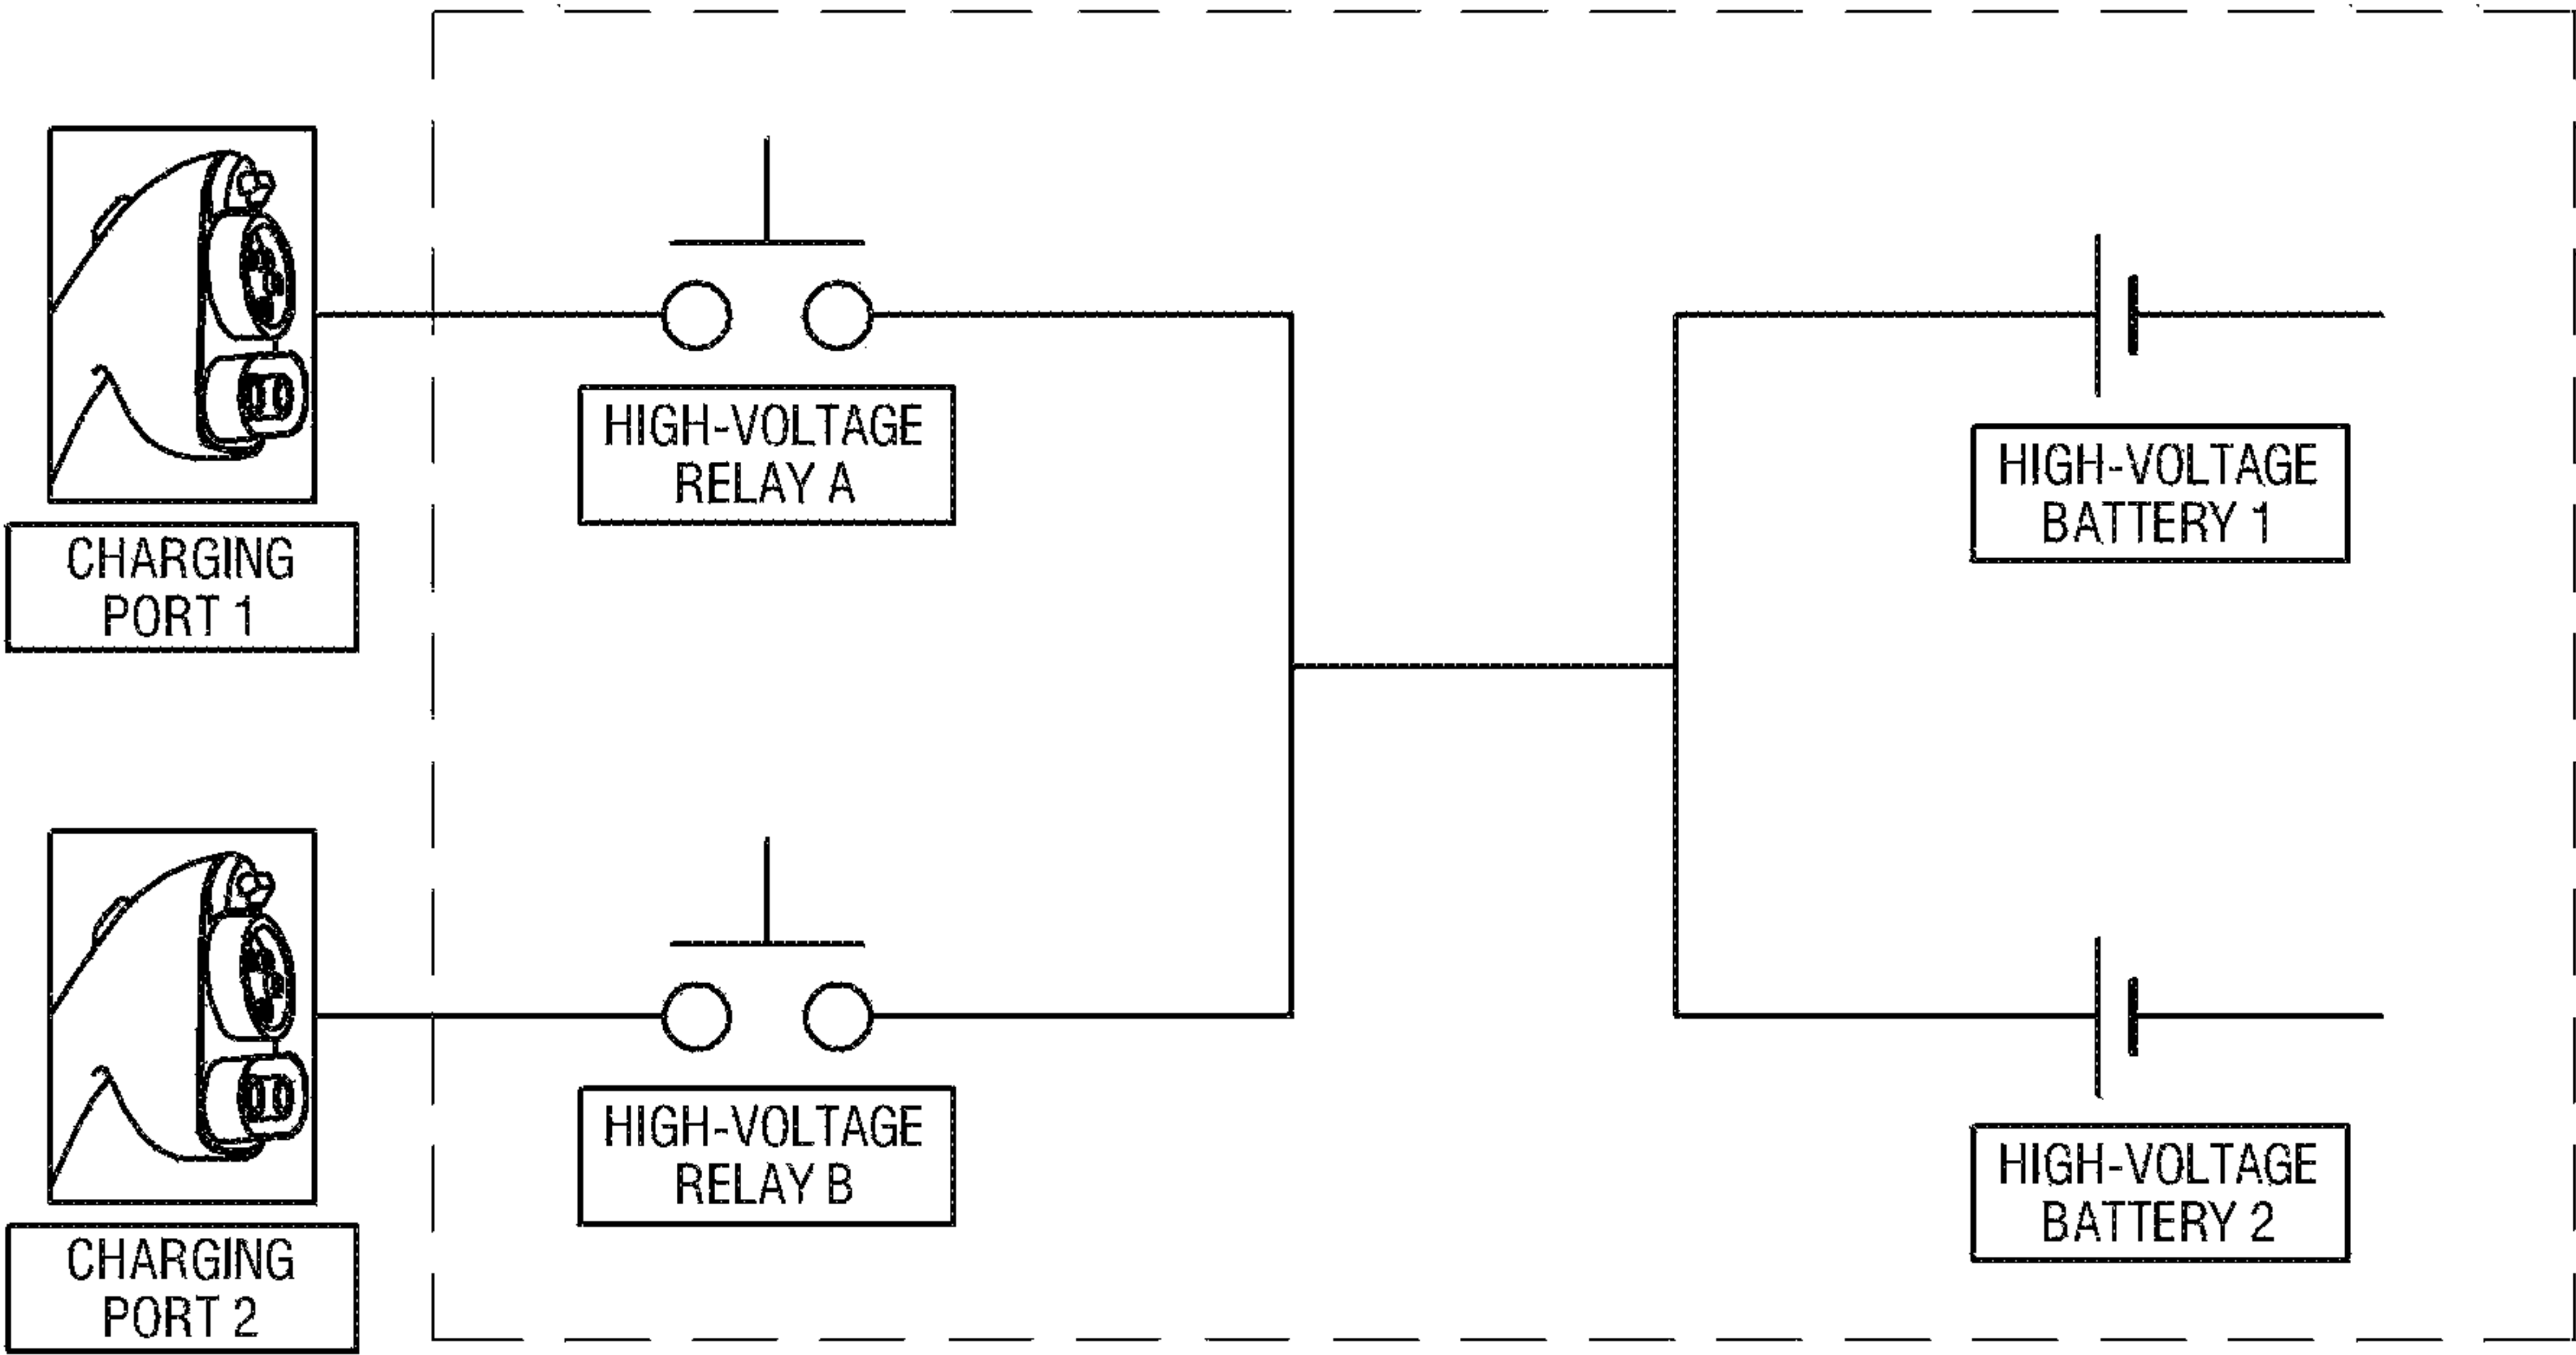 HIGH-VOLTAGE
RELAY A
HIGH-VOLTAGE
BATTERY 1
CHARGING
PORT 1
HIGH-VOLTAGE
RELAY B
HIGH-VOLTAGE
BATTERY 2
CHARGING
PORT 2